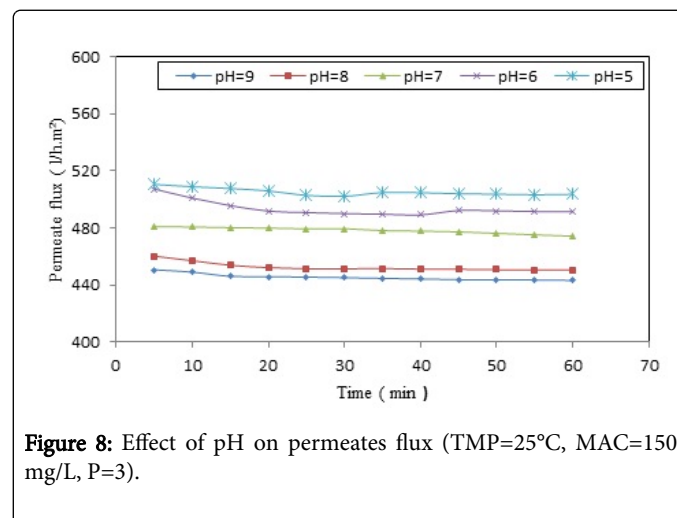 600
560
520
480
440
400
pH=9 pH=8 pH=7 pH=6 pH=5
Permeate flux ( l/h.m²)
0 10 20 30 40 50 60 70
Time ( min )
Figure 8: Effect of pH on permeates flux (TMP=25°C, MAC=150
mg/L, P=3).